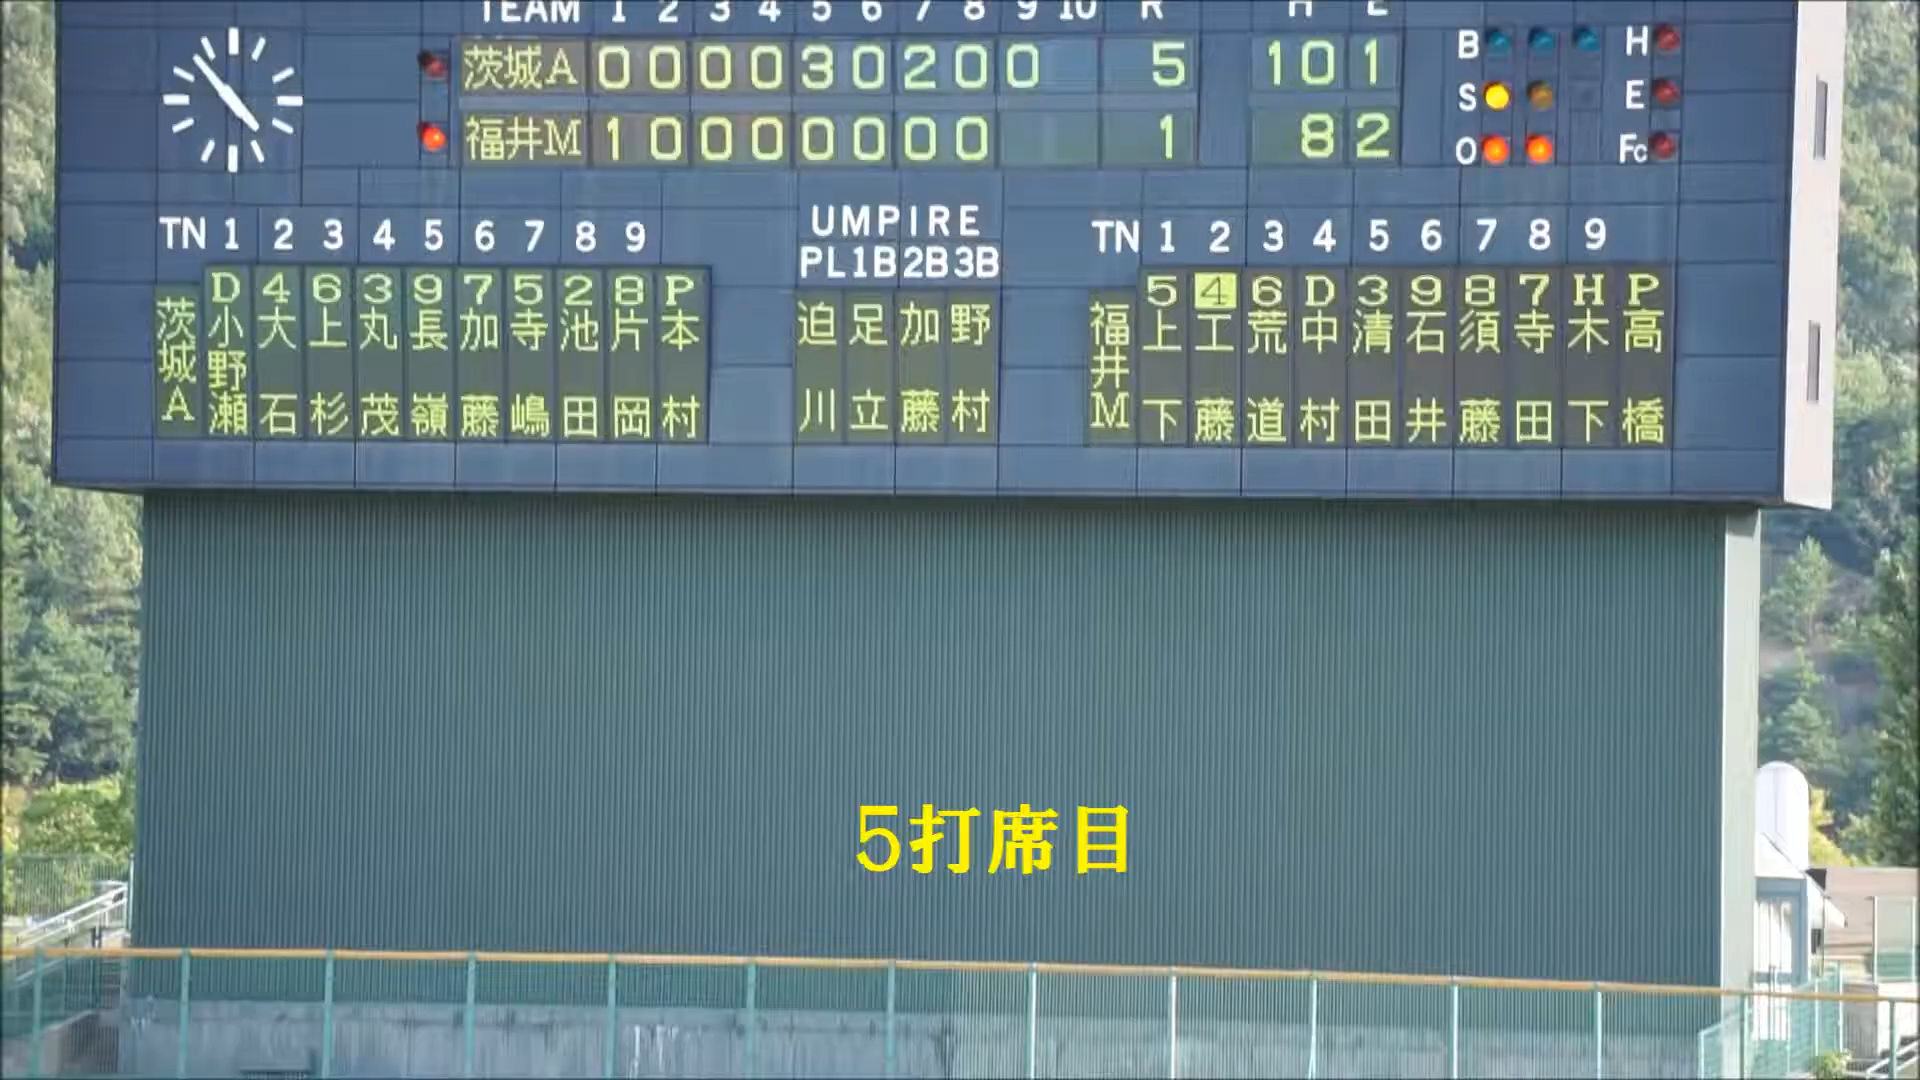 TEAM 1 2 3 4 5 6 7 8 9 10 R H E
茨城A 0 0 0 0 3 0 2 0 0 5 10 1
福井M 1 0 0 0 0 0 0 0 1 8 2
B H
S E
O Fc
TN 1 2 3 4 5 6 7 8 9
茨城A
D小野瀬
4大石
6上杉
3丸茂
9長嶺
7加藤
5寺嶋
2池田
8片岡
P本村
UMPIRE
PL 1B 2B 3B
迫川
足立
加藤
野村
TN 1 2 3 4 5 6 7 8 9
福井M
5上下
4工藤
6荒道
D中村
3清田
9石井
8須藤
7寺田
H木下
P高橋
5打席目